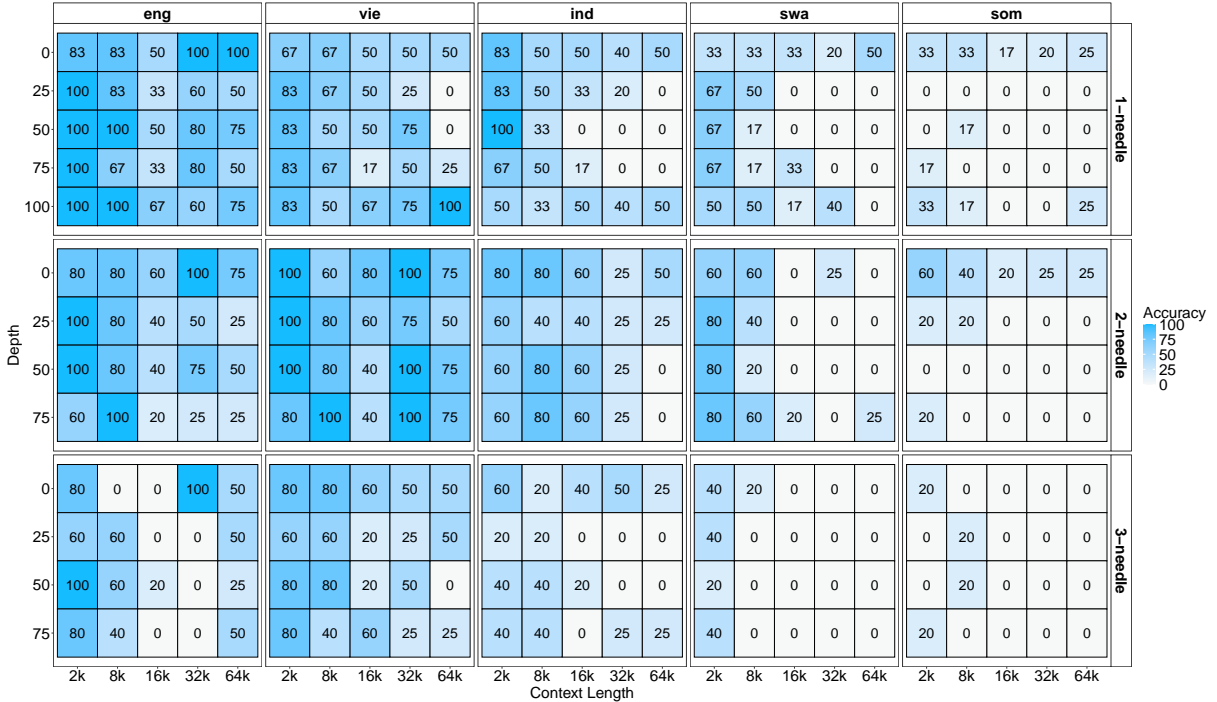 eng vie ind swa som
0 83 83 50 100 100 67 67 50 50 50 83 50 50 40 50 33 33 33 20 50 33 33 17 20 25
25 100 83 33 60 50 83 67 50 25 0 83 50 33 20 0 67 50 0 0 0 0 0 0 0 0
50 100 100 50 80 75 83 50 50 75 0 100 33 0 0 0 67 17 0 0 0 0 17 0 0 0
75 100 67 33 80 50 83 67 17 50 25 67 50 17 0 0 67 17 33 0 0 17 0 0 0 0
100 100 100 67 60 75 83 50 67 75 100 50 33 50 40 50 50 50 17 40 0 33 17 0 0 25
1-needle
0 80 80 60 100 75 100 60 80 100 75 80 80 60 25 50 60 60 0 25 0 60 40 20 25 25
25 100 80 40 50 25 100 80 60 75 50 60 40 40 25 25 80 40 0 0 0 20 20 0 0 0
50 100 80 40 75 50 100 80 40 100 75 60 80 60 25 0 80 20 0 0 0 0 0 0 0 0
75 60 100 20 25 25 80 100 40 100 75 60 80 60 25 0 80 60 20 0 25 20 0 0 0 0
2-needle
0 80 0 0 100 50 80 80 60 50 50 60 20 40 50 25 40 20 0 0 0 20 0 0 0 0
25 60 60 0 0 50 60 60 20 25 50 20 20 0 0 0 40 0 0 0 0 0 20 0 0 0
50 100 60 20 0 25 80 80 20 50 0 40 40 20 0 0 20 0 0 0 0 0 20 0 0 0
75 80 40 0 0 50 80 40 60 25 25 40 40 0 25 25 40 0 0 0 0 20 0 0 0 0
3-needle
2k 8k 16k 32k 64k 2k 8k 16k 32k 64k 2k 8k 16k 32k 64k 2k 8k 16k 32k 64k 2k 8k 16k 32k 64k
Context Length
Depth
Accuracy
100
75
50
25
0